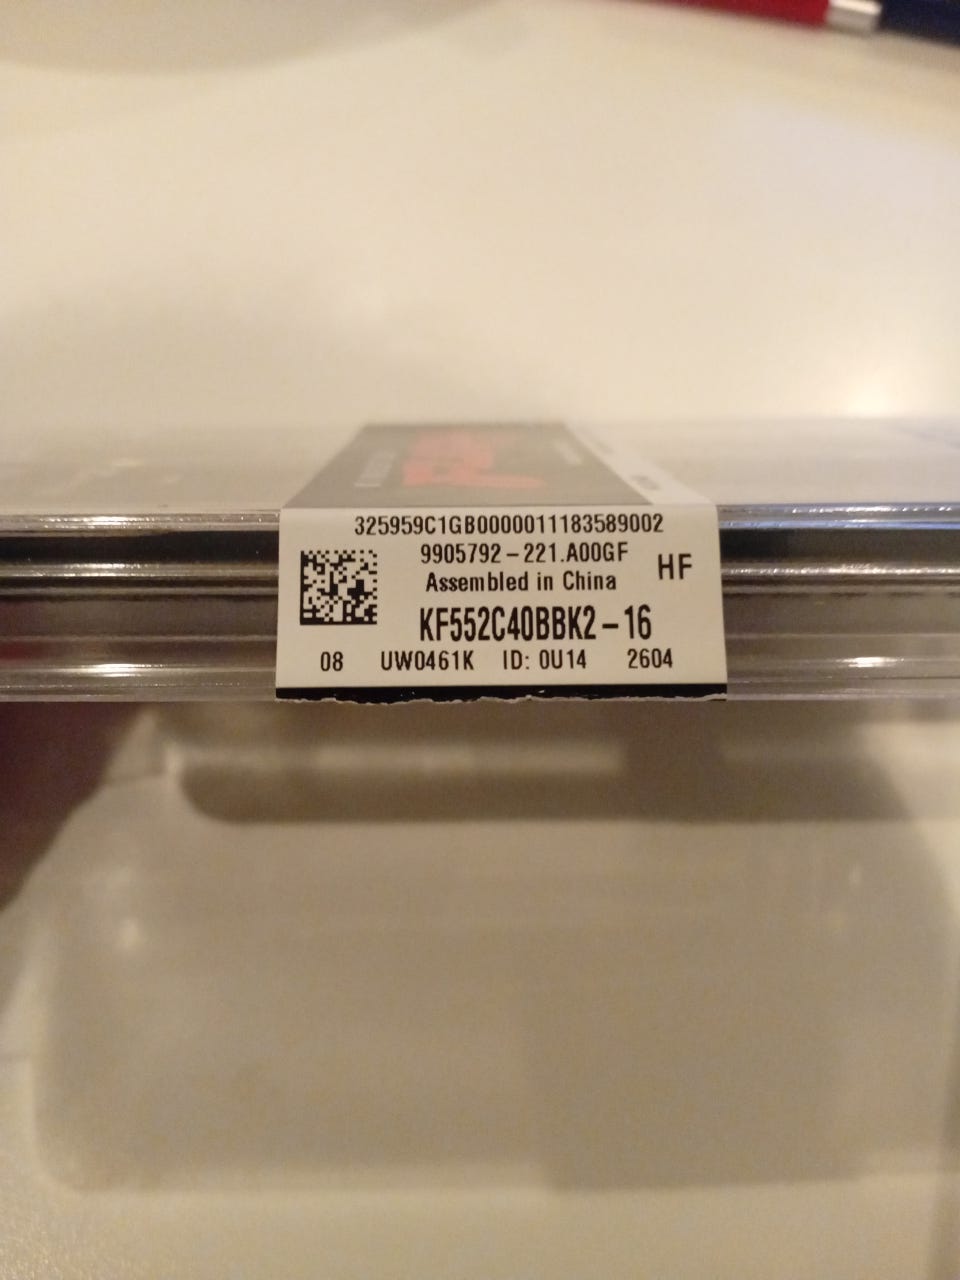 325959C1GB0000011183589002
9905792-221.A00GF
HF
Assembled in China
KF552C40BBK2-16
08 UW0461K ID: 0U14 2604